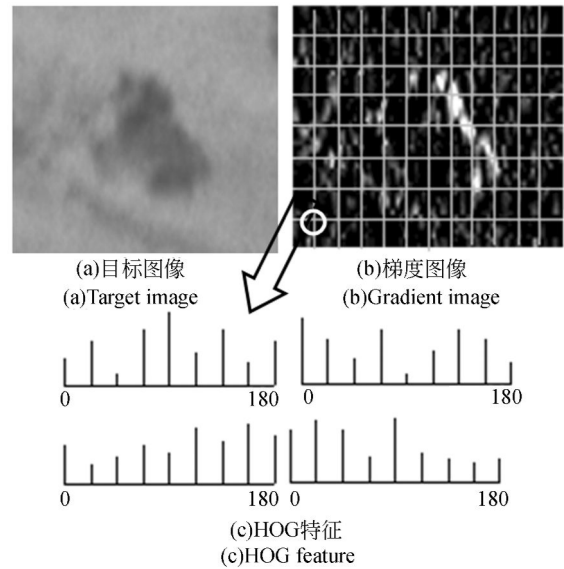 (a)目标图像
(a)Target image
(b)梯度图像
(b)Gradient image
0 180
0 180
0 180
0 180
(c)HOG特征
(c)HOG feature